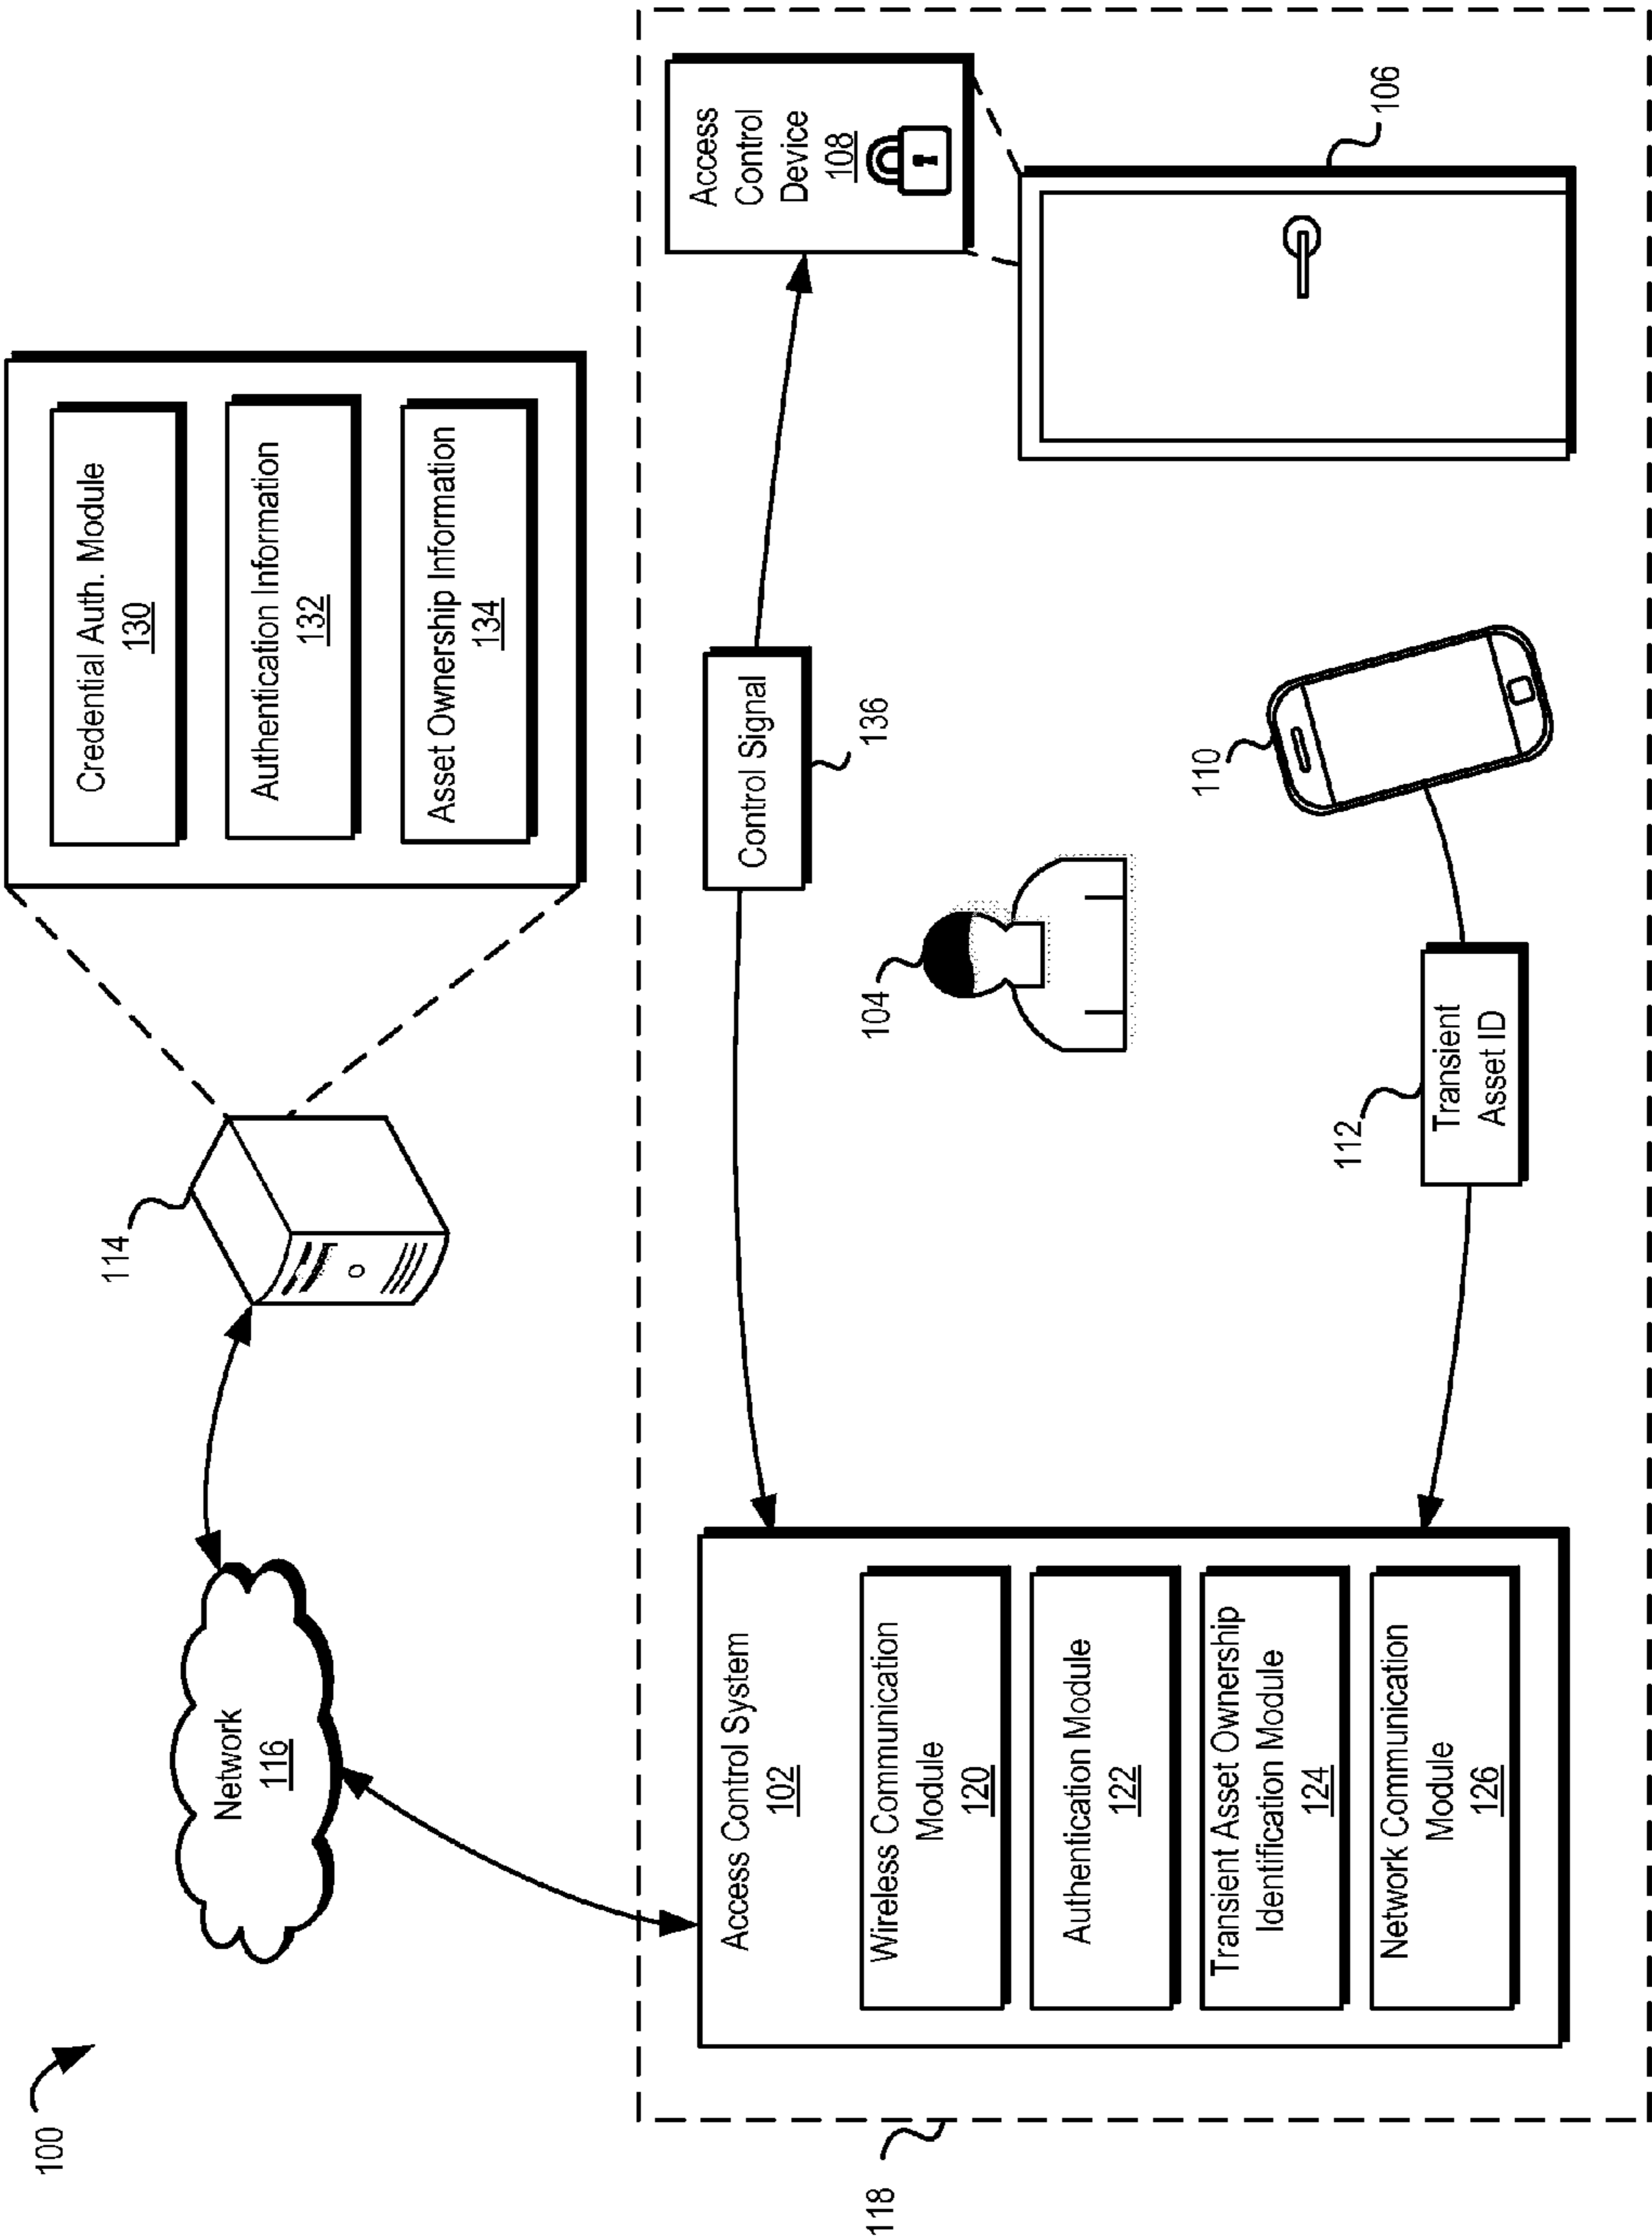 100
Network
116
114
Credential Auth. Module
130
Authentication Information
132
Asset Ownership Information
134
118
Access Control System
102
Wireless Communication
Module
120
Authentication Module
122
Transient Asset Ownership
Identification Module
124
Network Communication
Module
126
Control Signal
136
Access
Control
Device
108
104
106
110
112
Transient
Asset ID